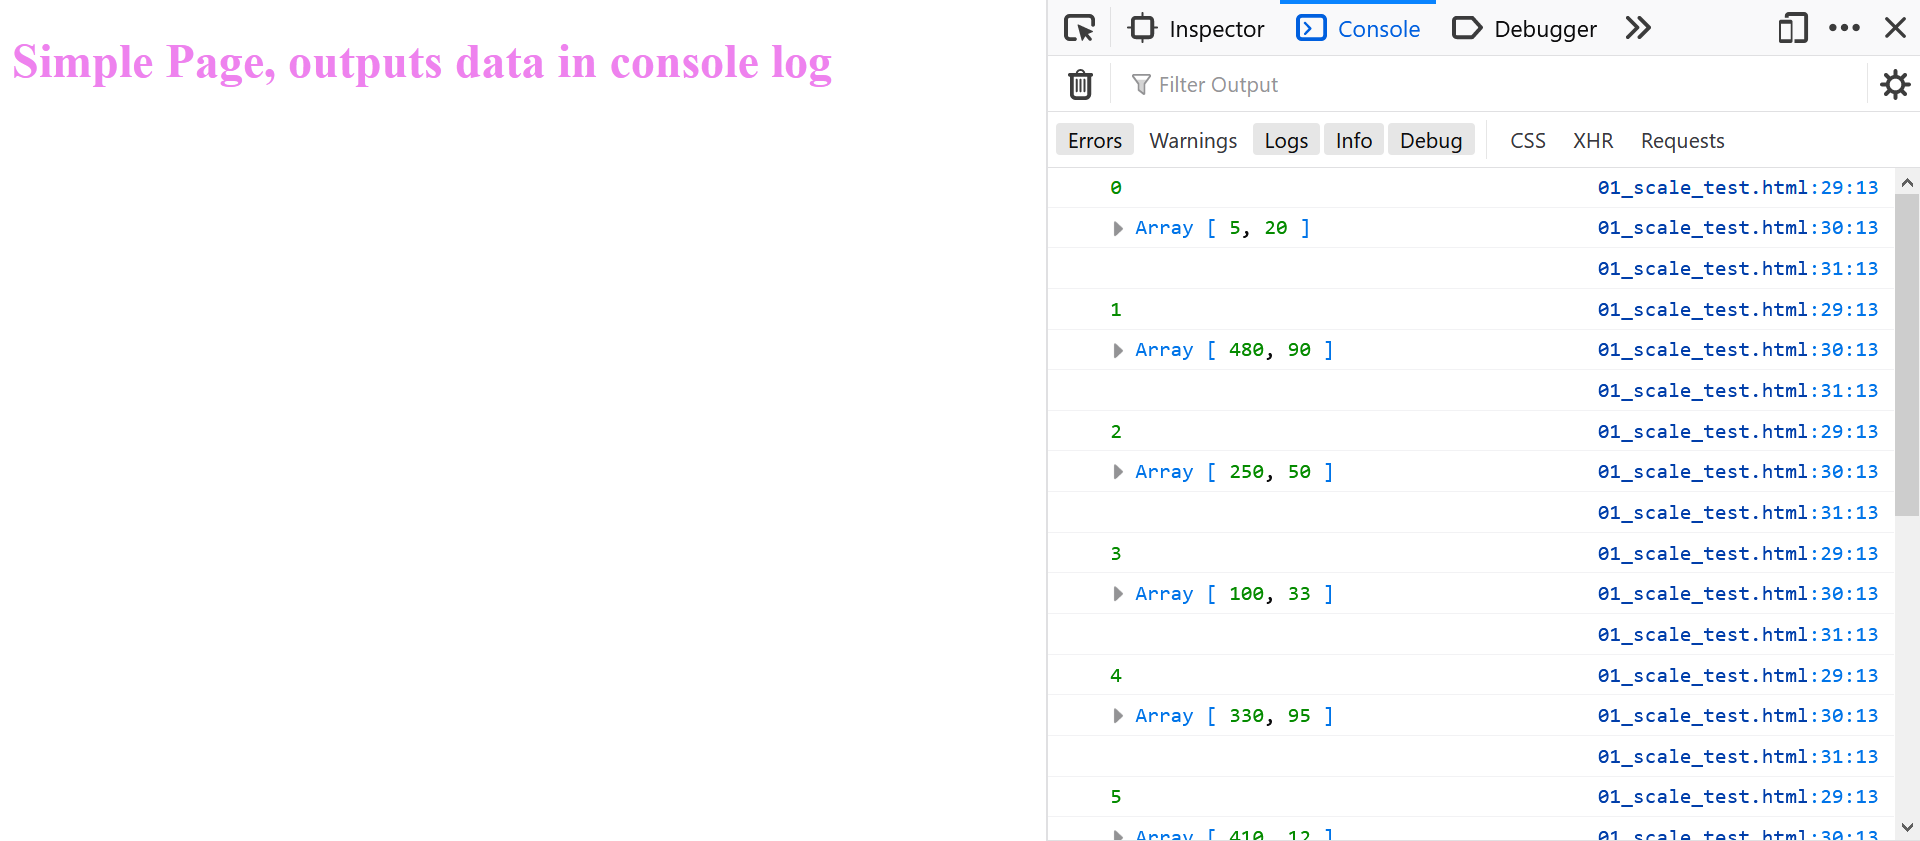 Simple Page, outputs data in console log
Inspector Console Debugger
Filter Output
Errors Warnings Logs Info Debug CSS XHR Requests
0 01_scale_test.html:29:13
Array [ 5, 20 ] 01_scale_test.html:30:13
01_scale_test.html:31:13
1 01_scale_test.html:29:13
Array [ 480, 90 ] 01_scale_test.html:30:13
01_scale_test.html:31:13
2 01_scale_test.html:29:13
Array [ 250, 50 ] 01_scale_test.html:30:13
01_scale_test.html:31:13
3 01_scale_test.html:29:13
Array [ 100, 33 ] 01_scale_test.html:30:13
01_scale_test.html:31:13
4 01_scale_test.html:29:13
Array [ 330, 95 ] 01_scale_test.html:30:13
01_scale_test.html:31:13
5 01_scale_test.html:29:13
Array [ 410, 12 ] 01_scale_test.html:30:13